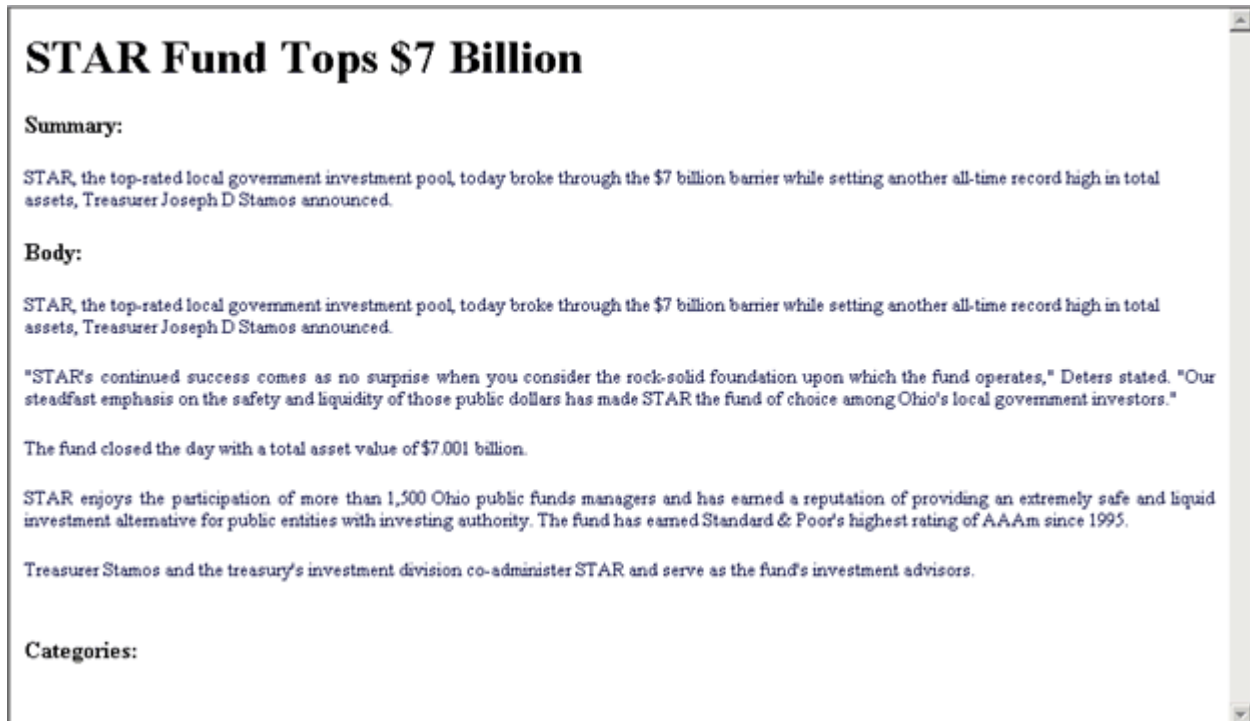 STAR Fund Tops $7 Billion
Summary:
STAR, the top-rated local government investment pool, today broke through the $7 billion barrier while setting another all-time record high in total
assets, Treasurer Joseph D Stamos announced.
Body:
STAR, the top-rated local government investment pool, today broke through the $7 billion barrier while setting another all-time record high in total
assets, Treasurer Joseph D Stamos announced.
"STAR's continued success comes as no surprise when you consider the rock-solid foundation upon which the fund operates," Deters stated. "Our
steadfast emphasis on the safety and liquidity of those public dollars has made STAR the fund of choice among Ohio's local government investors."
The fund closed the day with a total asset value of $7.001 billion.
STAR enjoys the participation of more than 1,500 Ohio public funds managers and has earned a reputation of providing an extremely safe and liquid
investment alternative for public entities with investing authority. The fund has earned Standard & Poor's highest rating of AAAm since 1995.
Treasurer Stamos and the treasury's investment division co-administer STAR and serve as the fund's investment advisors.
Categories: